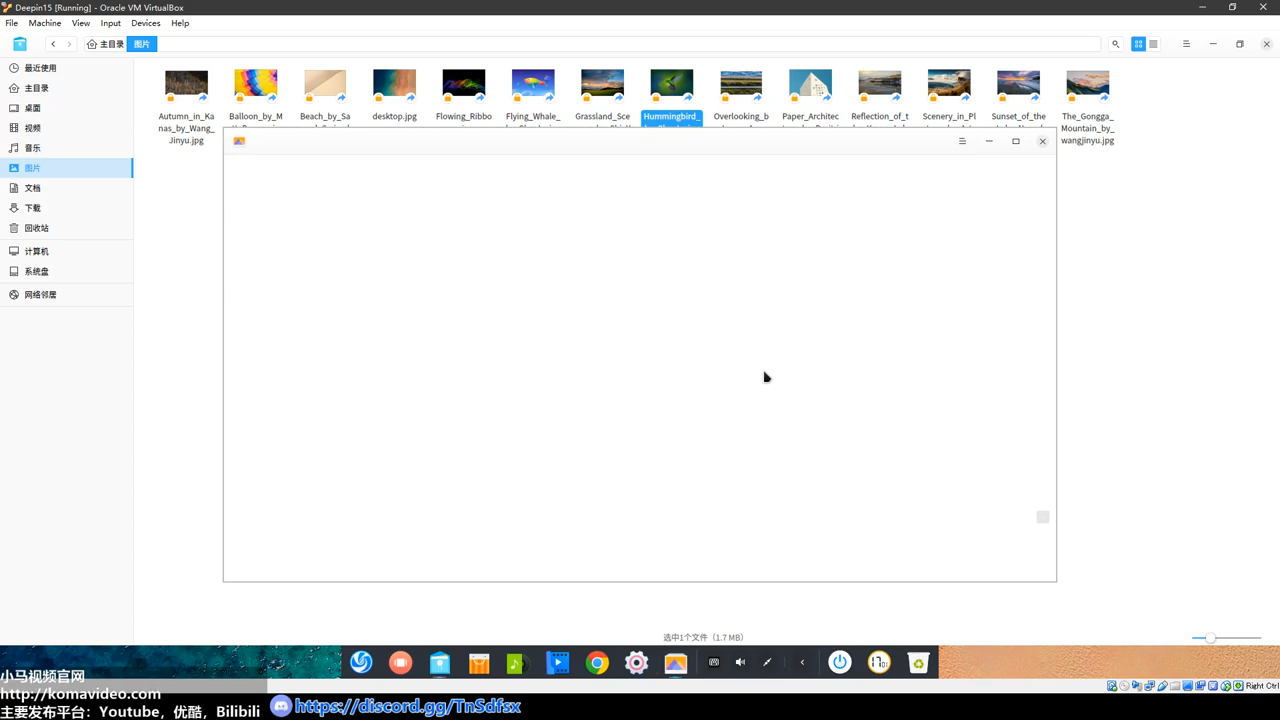 Deepin15 [Running] - Oracle VM VirtualBox
File Machine View Input Devices Help
主目录 图片
最近使用
主目录
桌面
视频
音乐
图片
文档
下载
回收站
计算机
系统盘
网络邻居
Autumn_in_Ka
nas_by_Wang_
Jinyu.jpg
Balloon_by_M
Beach_by_Sa
desktop.jpg
Flowing_Ribbo
Flying_Whale_
Grassland_Sce
Hummingbird_
Overlooking_b
Paper_Architec
Reflection_of_t
Scenery_in_Pl
Sunset_of_the
The_Gongga_
Mountain_by_
wangjinyu.jpg
选中1个文件（1.7 MB）
小马视频官网
http://komavideo.com
主要发布平台：Youtube，优酷，Bilibili
https://discord.gg/TnSdfsx
Right Ctrl